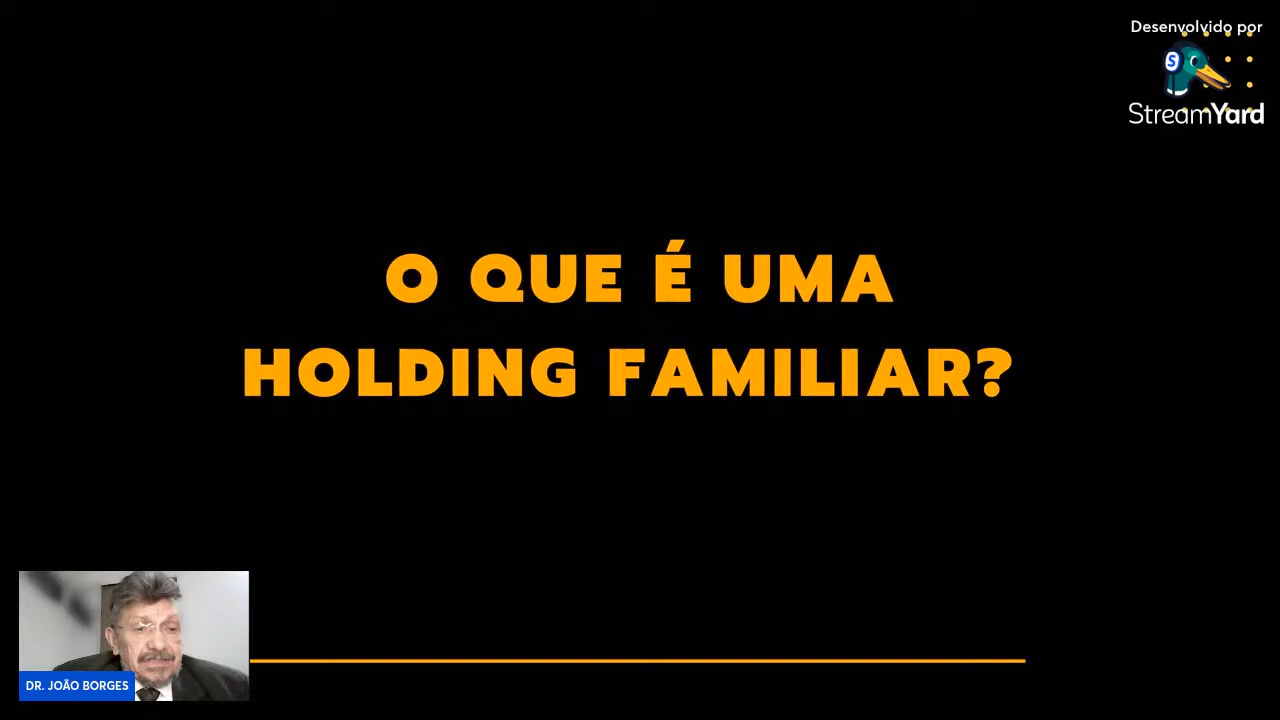 Desenvolvido por
S
StreamYard
O QUE É UMA
HOLDING FAMILIAR?
DR. JOÃO BORGES